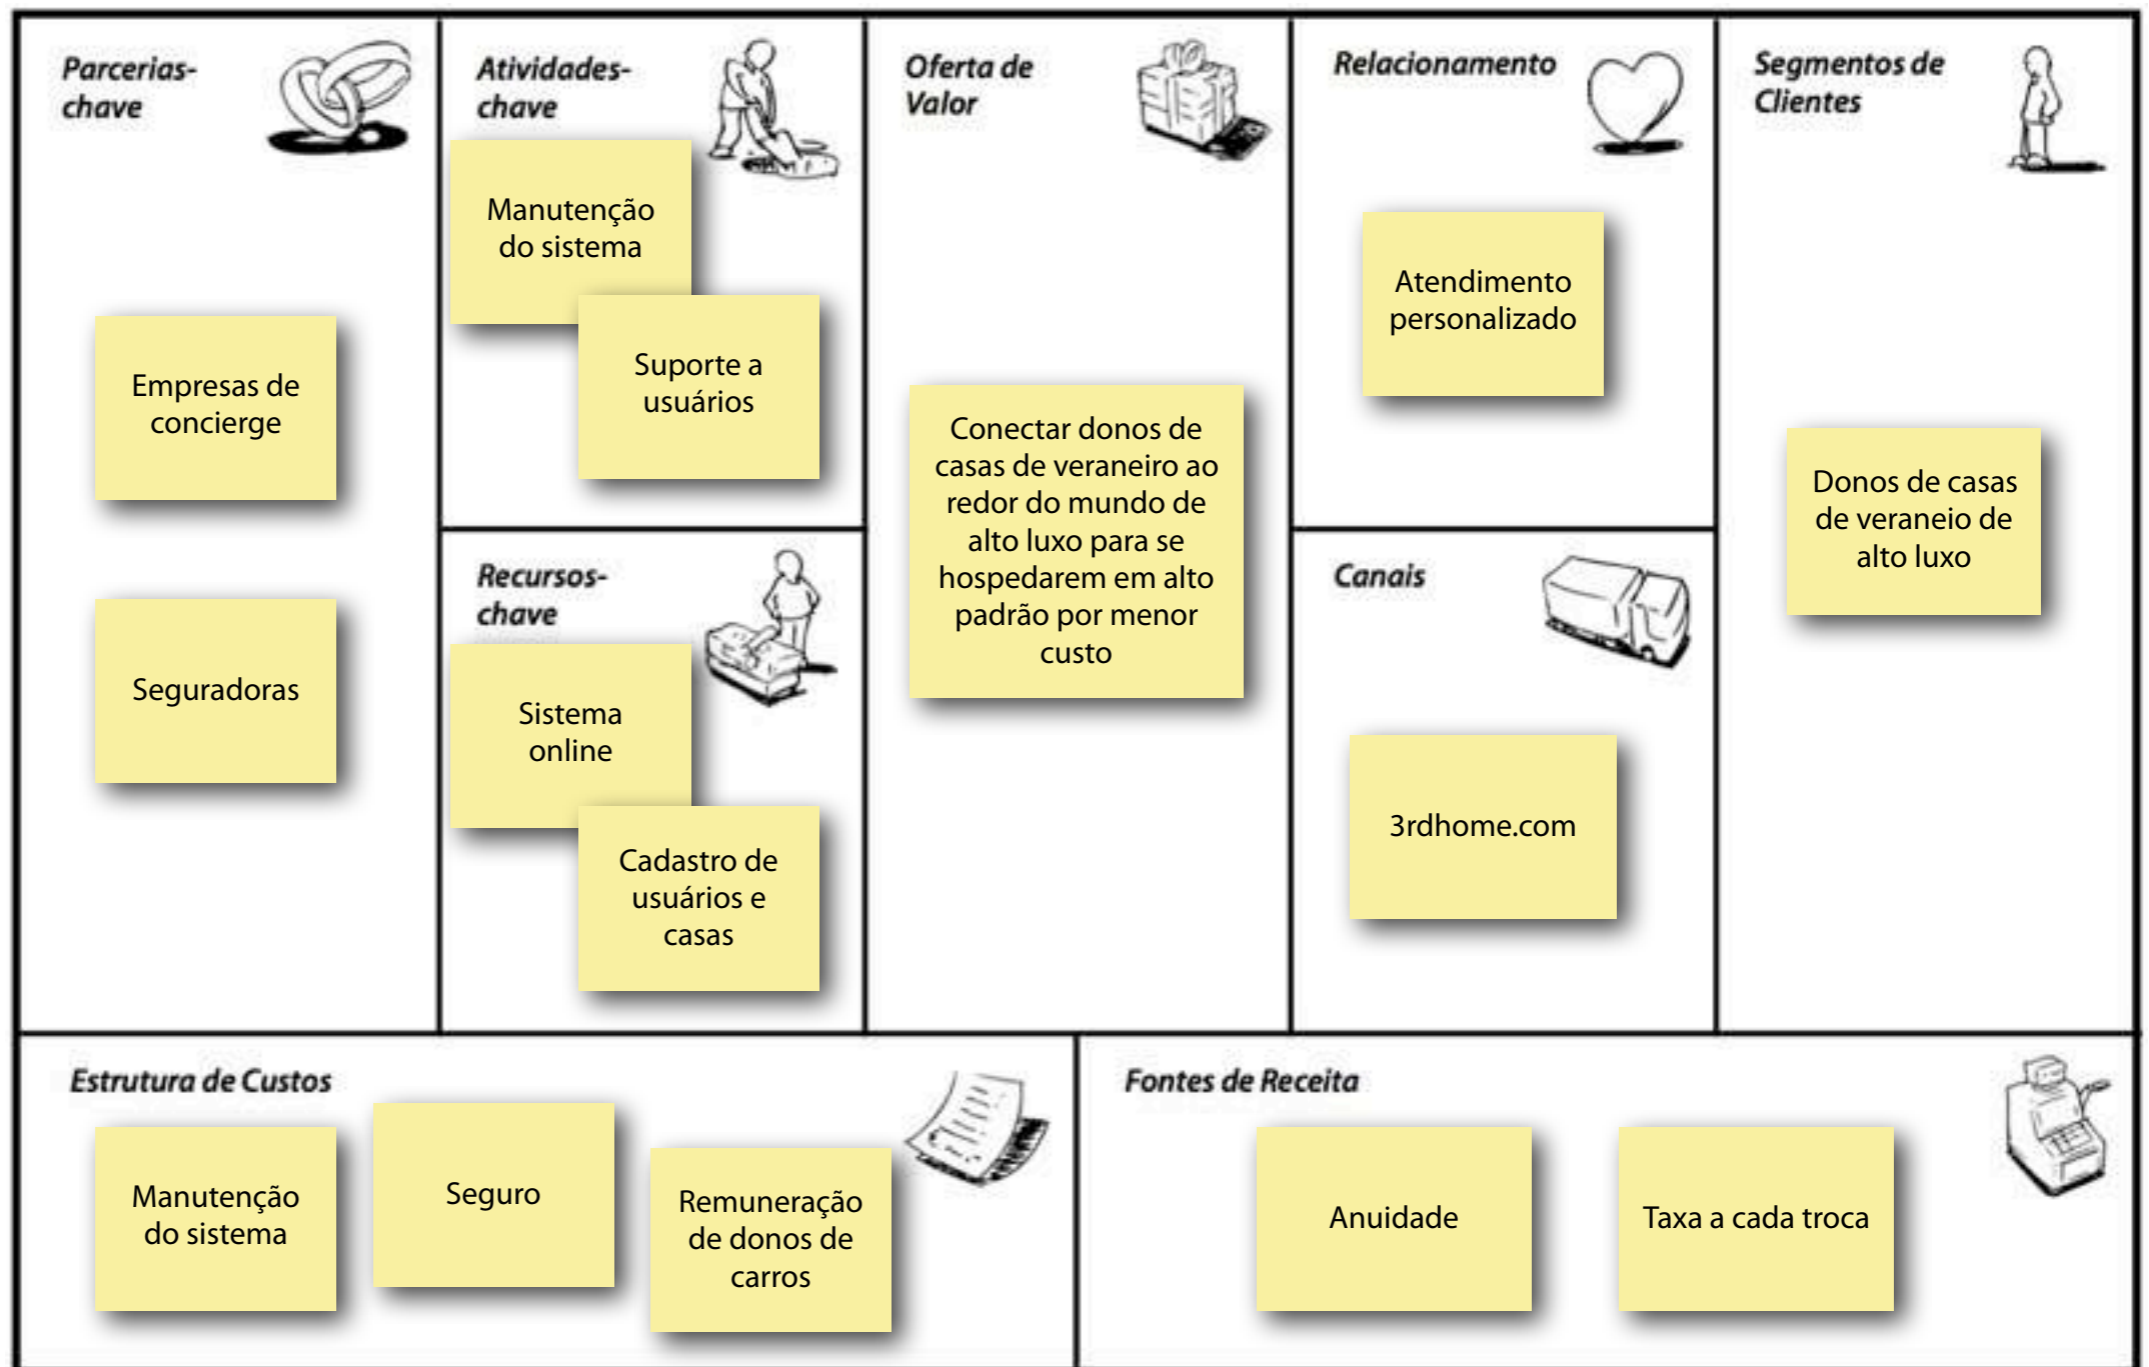 Parcerias-
chave
Empresas de
concierge
Seguradoras
Atividades-
chave
Manutenção
do sistema
Suporte a
usuários
Recursos-
chave
Sistema
online
Cadastro de
usuários e
casas
Oferta de
Valor
Conectar donos de
casas de veraneiro ao
redor do mundo de
alto luxo para se
hospedarem em alto
padrão por menor
custo
Relacionamento
Atendimento
personalizado
Canais
3rdhome.com
Segmentos de
Clientes
Donos de casas
de veraneio de
alto luxo
Estrutura de Custos
Manutenção
do sistema
Seguro
Remuneração
de donos de
carros
Fontes de Receita
Anuidade
Taxa a cada troca